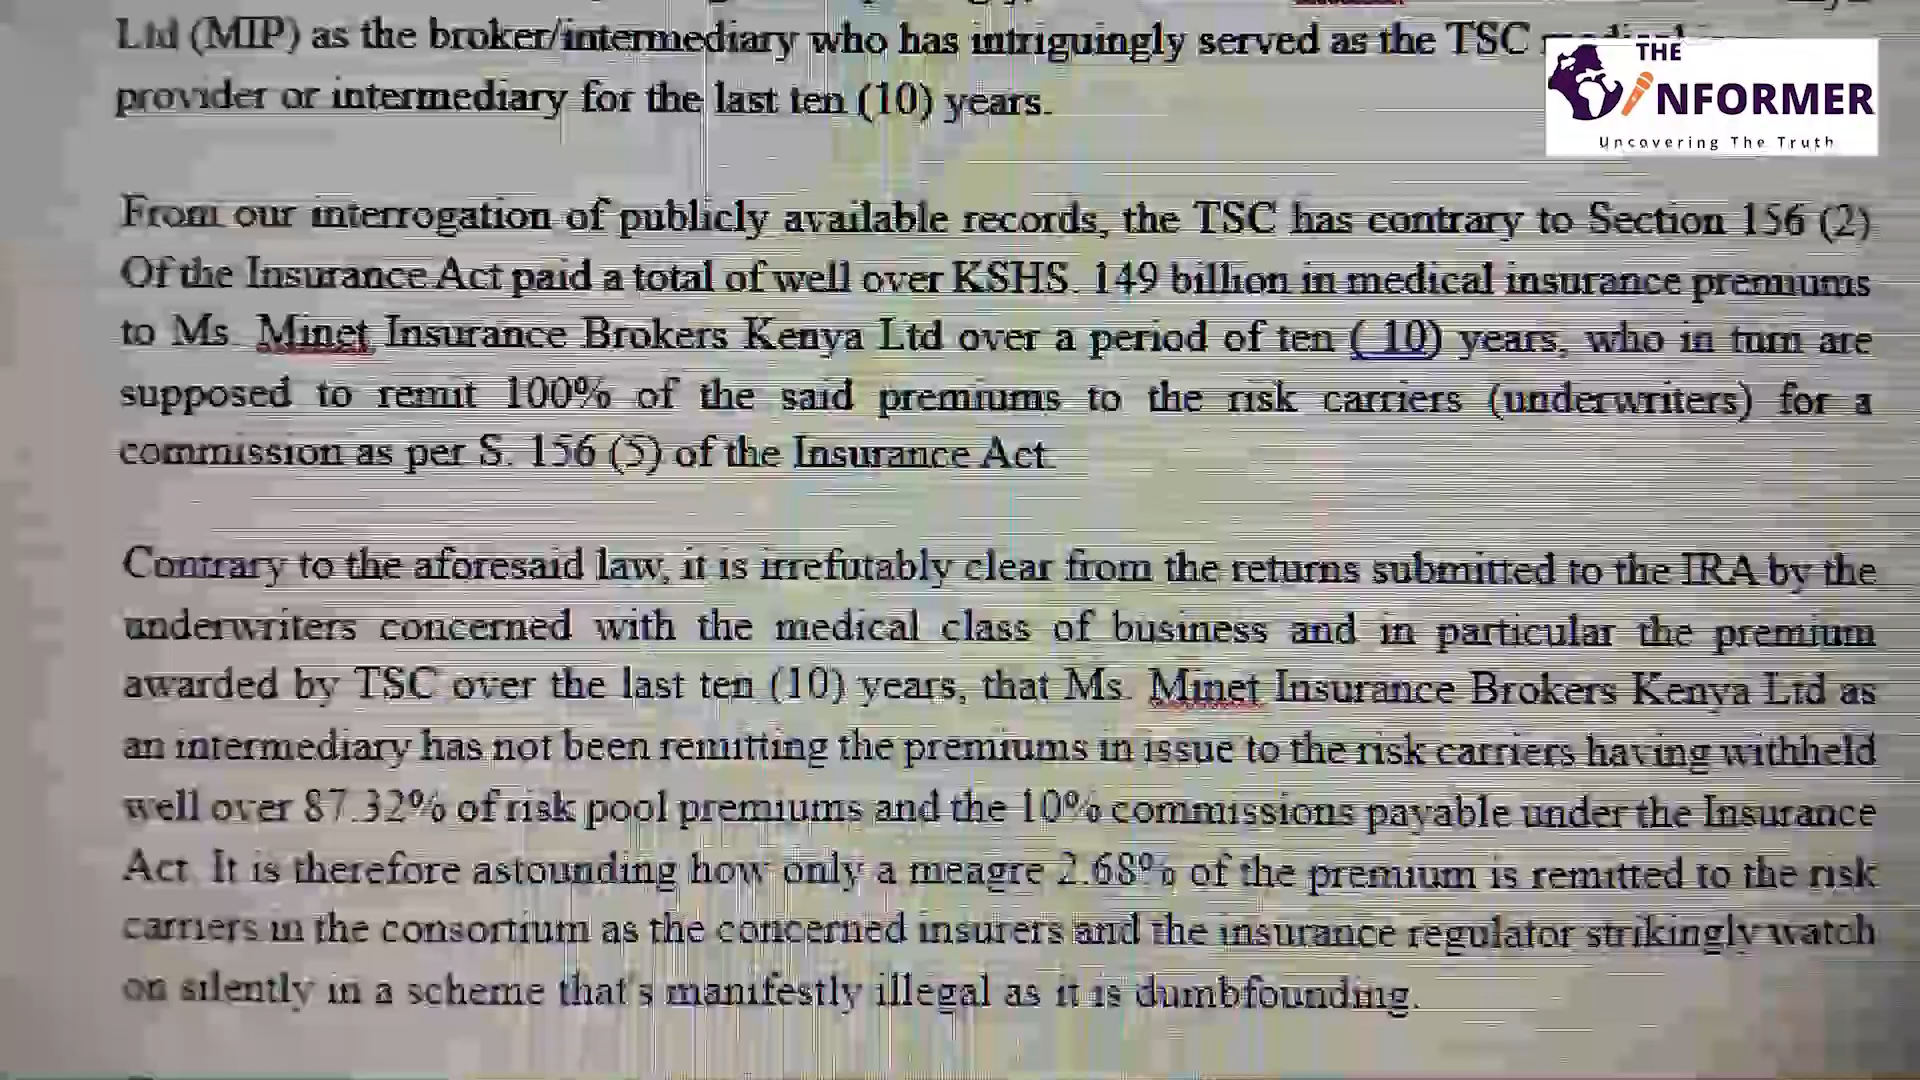 Ltd (MIP) as the broker/intermediary who has intriguingly served as the TSC
provider or intermediary for the last ten (10) years.
THE
INFORMER
Uncovering The Truth
From our interrogation of publicly available records, the TSC has contrary to Section 156 (2)
Of the Insurance Act paid a total of well over KSHS. 149 billion in medical insurance premiums
to Ms. Minet Insurance Brokers Kenya Ltd over a period of ten ( 10) years, who in turn are
supposed to remit 100% of the said premiums to the risk carriers (underwriters) for a
commission as per S. 156 (5) of the Insurance Act.
Contrary to the aforesaid law, it is irrefutably clear from the returns submitted to the IRA by the
underwriters concerned with the medical class of business and in particular the premium
awarded by TSC over the last ten (10) years, that Ms. Minet Insurance Brokers Kenya Ltd as
an intermediary has not been remitting the premiums in issue to the risk carriers having withheld
well over 87.32% of risk pool premiums and the 10% commissions payable under the Insurance
Act. It is therefore astounding how only a meagre 2.68% of the premium is remitted to the risk
carriers in the consortium as the concerned insurers and the insurance regulator strikingly watch
on silently in a scheme that's manifestly illegal as it is dumbfounding.